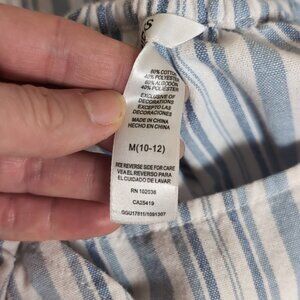 60% COTTON
40% POLYESTER
60% ALGODÓN
40% POLIÉSTER
EXCLUSIVE OF
DECORATIONS
EXCEPTO LAS
DECORACIONES
MADE IN CHINA
HECHO EN CHINA
M(10-12)
SEE REVERSE SIDE FOR CARE
VEA EL REVERSO PARA
EL CUIDADO DE LAVAR
RN 102036
CA25419
GGU17815/1091307